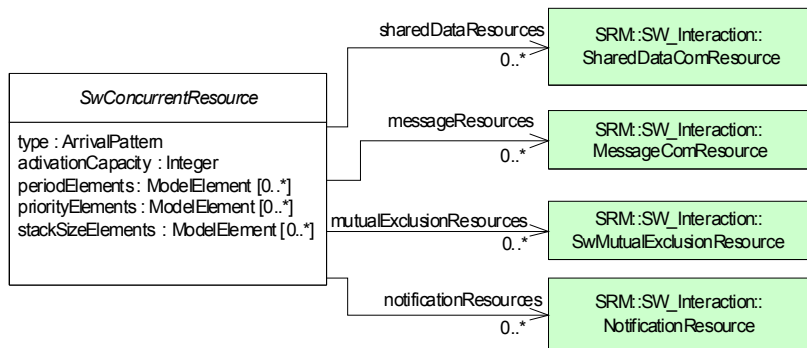 sharedDataResources
0..*
SRM::SW_Interaction::
SharedDataComResource
SwConcurrentResource
type : ArrivalPattern
activationCapacity : Integer
periodElements : ModelElement [0..*]
priorityElements : ModelElement [0..*]
stackSizeElements : ModelElement [0..*]
messageResources
0..*
SRM::SW_Interaction::
MessageComResource
mutualExclusionResources
0..*
SRM::SW_Interaction::
SwMutualExclusionResource
notificationResources
0..*
SRM::SW_Interaction::
NotificationResource